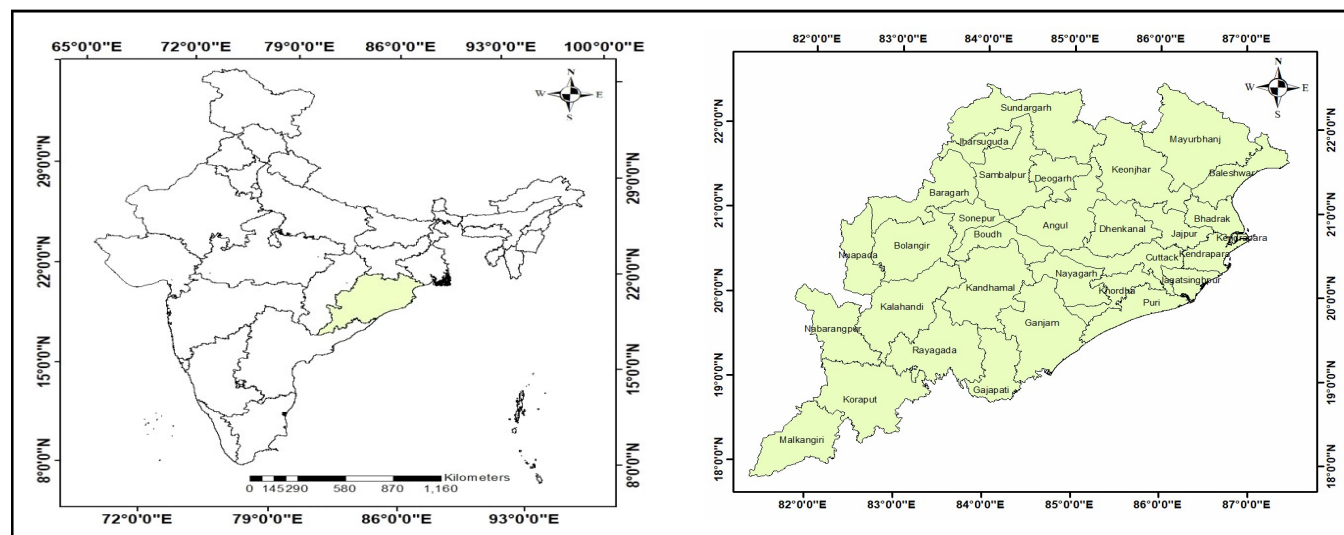 65°0'0"E 72°0'0"E 79°0'0"E 86°0'0"E 93°0'0"E 100°0'0"E
N
W E
S
29°0'0"N
22°0'0"N
15°0'0"N
8°0'0"N
29°0'0"N
22°0'0"N
15°0'0"N
8°0'0"N
Kilometers
0 145 290 580 870 1,160
72°0'0"E 79°0'0"E 86°0'0"E 93°0'0"E
82°0'0"E 83°0'0"E 84°0'0"E 85°0'0"E 86°0'0"E 87°0'0"E
N
W E
S
22°0'0"N
21°0'0"N
20°0'0"N
19°0'0"N
18°0'0"N
Sundargarh
Jharsuguda
Mayurbhanj
Sambalpur
Deogarh
Keonjhar
Baleshwar
Baragarh
Sonepur
Angul
Bhadrak
Dhenkanal
Jajpur
Boudh
Kendrapara
Bolangir
Nuapada
Cuttack
Kendrapara
Nayagarh
Jagatsinghpur
Kandhamal
Khordha
Puri
Kalahandi
Ganjam
Nabarangpur
Rayagada
Gajapati
Koraput
Malkangiri
22°0'0"N
21°0'0"N
20°0'0"N
19°0'0"N
18°0'0"N
82°0'0"E 83°0'0"E 84°0'0"E 85°0'0"E 86°0'0"E 87°0'0"E